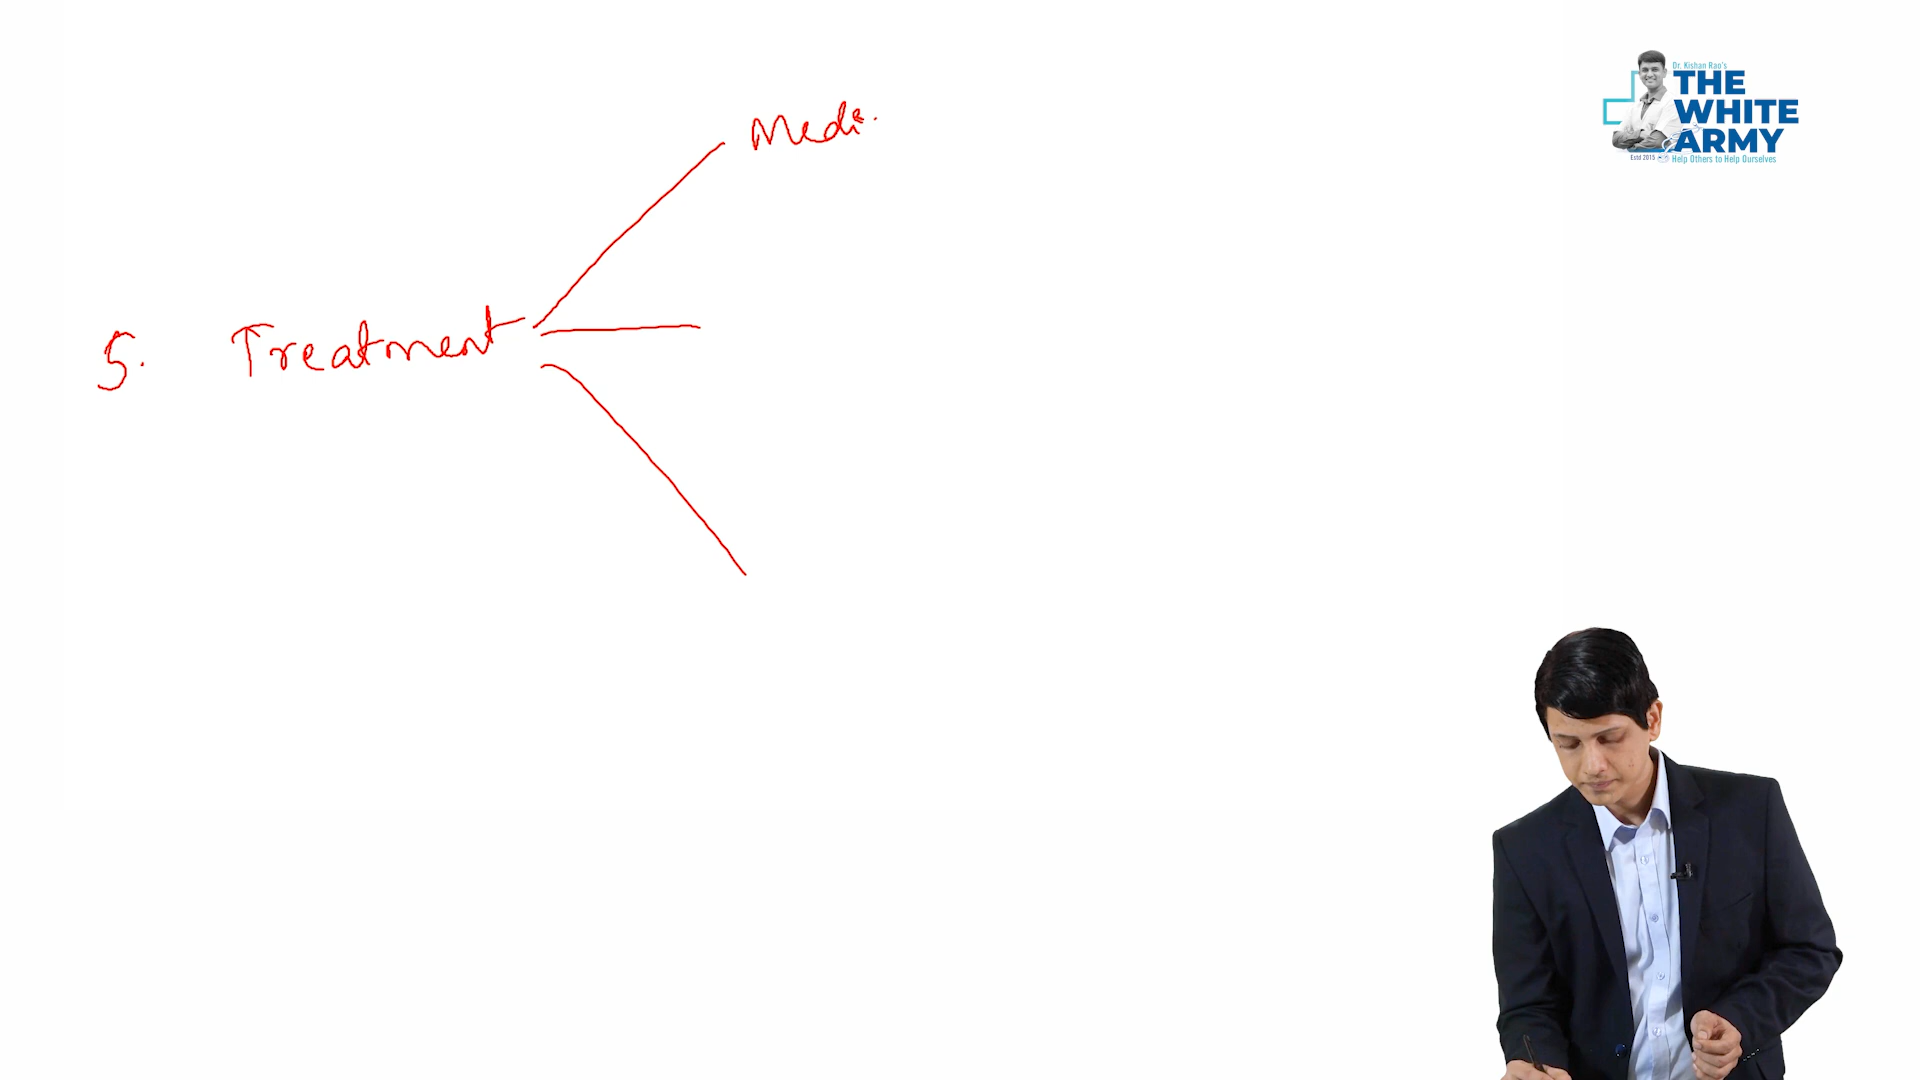 Medi.
5. Treatment
Dr. Kishan Rao's
THE
WHITE
ARMY
Estd 2015
Help Others to Help Ourselves